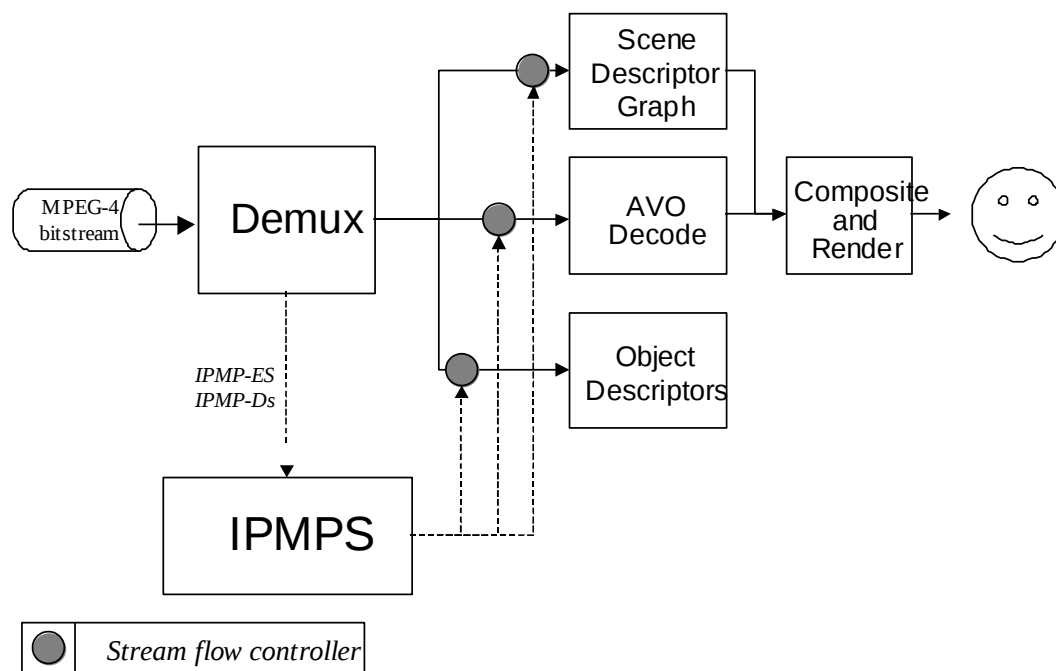 Scene
Descriptor
Graph
MPEG-4
bitstream
Demux
AVO
Decode
Composite
and
Render
IPMP-ES
IPMP-Ds
Object
Descriptors
IPMPS
Stream flow controller